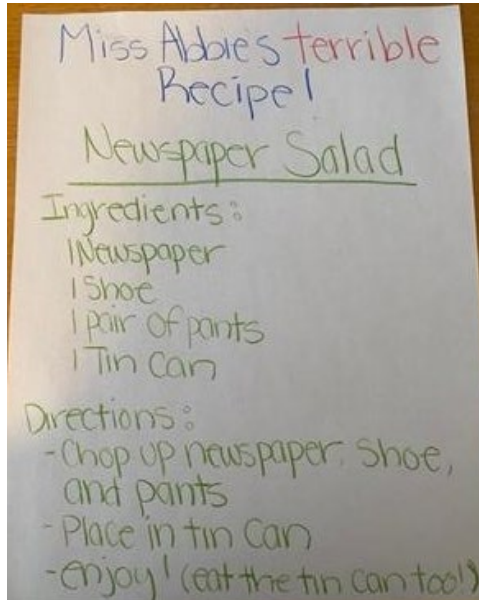 Miss Abbie's terrible
Recipe!
Newspaper Salad
Ingredients:
1 Newspaper
1 Shoe
1 pair of pants
1 Tin Can
Directions:
- Chop up newspaper, shoe,
and pants
- Place in tin can
- enjoy! (eat the tin can too!)